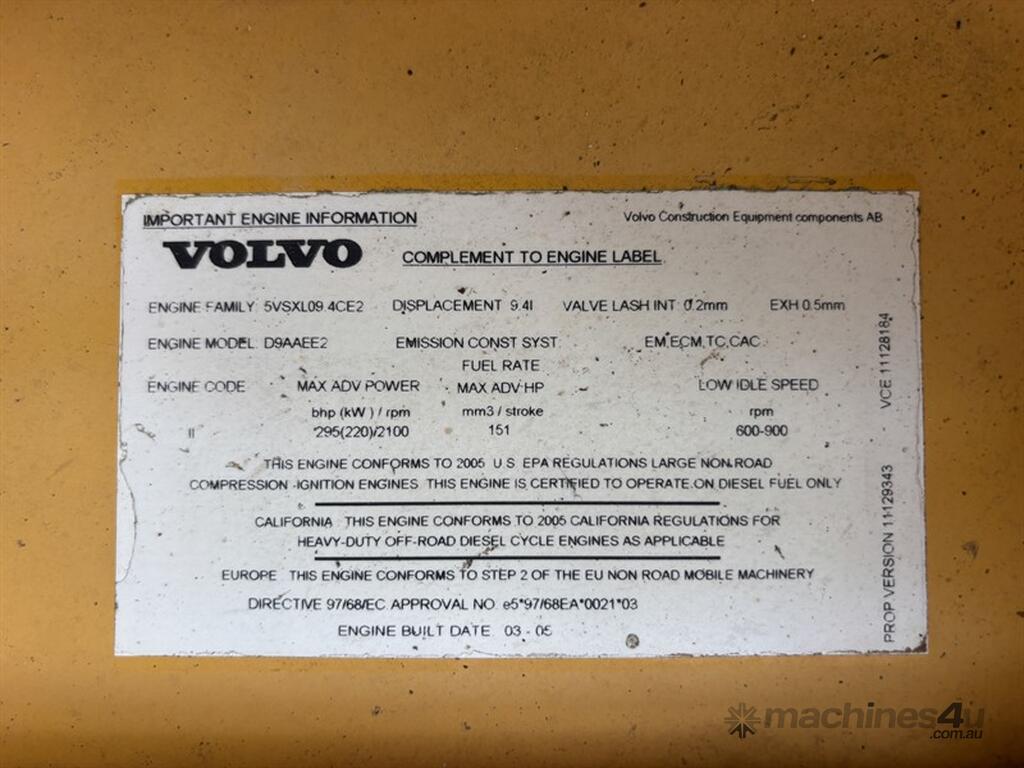 IMPORTANT ENGINE INFORMATION
Volvo Construction Equipment components AB
VOLVO
COMPLEMENT TO ENGINE LABEL
ENGINE FAMILY 5VSXL09.4CE2 DISPLACEMENT 9.4l VALVE LASH INT 0.2mm EXH 0.5mm
ENGINE MODEL D9AAEE2 EMISSION CONST SYST EM,ECM,TC,CAC
FUEL RATE
ENGINE CODE MAX ADV POWER MAX ADV HP LOW IDLE SPEED
bhp (kW) / rpm mm3 / stroke rpm
II 295(220)/2100 151 600-900
THIS ENGINE CONFORMS TO 2005 U.S EPA REGULATIONS LARGE NON ROAD
COMPRESSION -IGNITION ENGINES THIS ENGINE IS CERTIFIED TO OPERATE ON DIESEL FUEL ONLY
CALIFORNIA THIS ENGINE CONFORMS TO 2005 CALIFORNIA REGULATIONS FOR
HEAVY-DUTY OFF-ROAD DIESEL CYCLE ENGINES AS APPLICABLE
EUROPE THIS ENGINE CONFORMS TO STEP 2 OF THE EU NON ROAD MOBILE MACHINERY
DIRECTIVE 97/68/EC APPROVAL NO e5*97/68EA*0021*03
ENGINE BUILT DATE 03 - 05
PROP VERSION 11129343 VCE 11128184
machines4u
.com.au